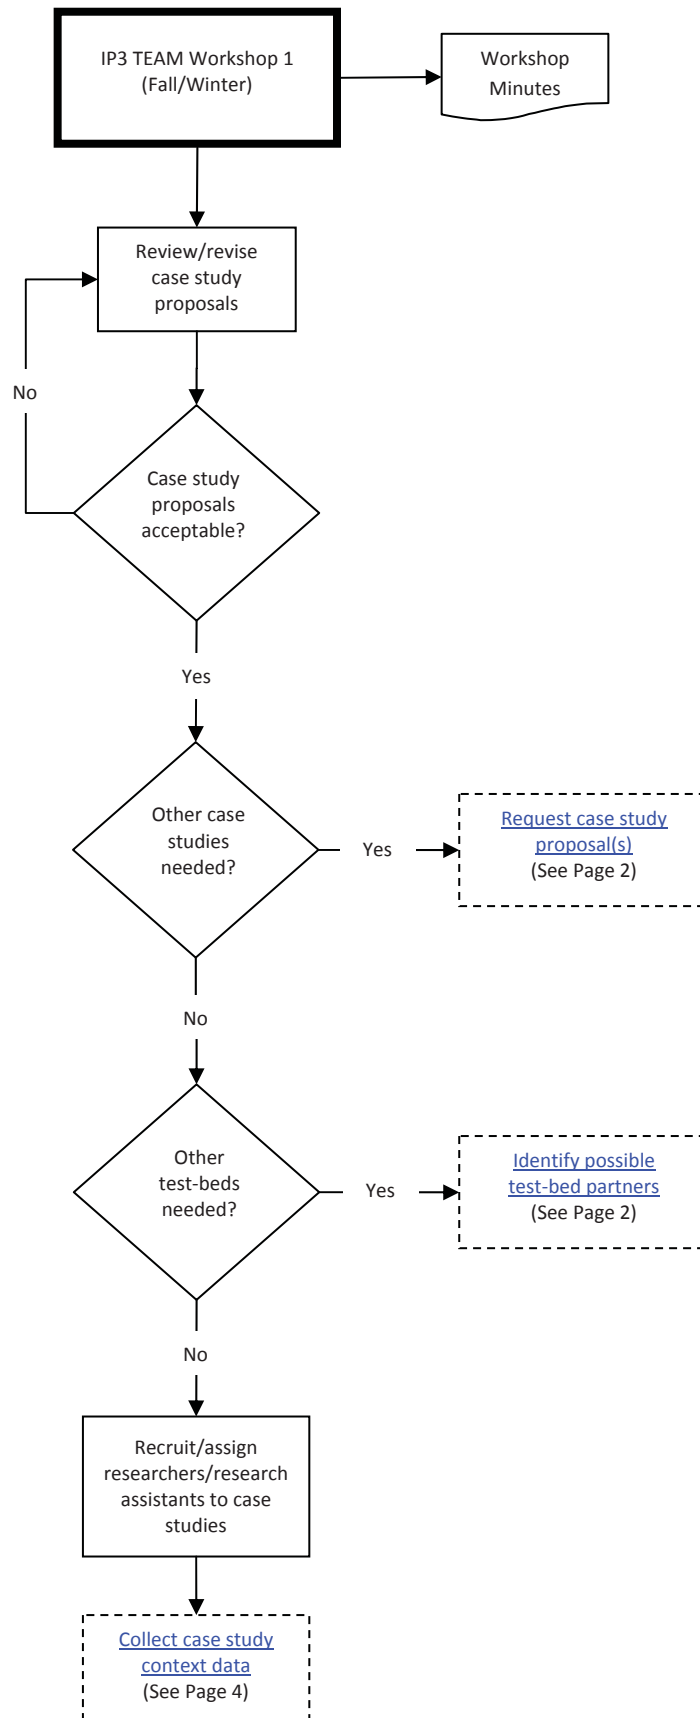 IP3 TEAM Workshop 1
(Fall/Winter)
Workshop
Minutes
Review/revise
case study
proposals
No
Case study
proposals
acceptable?
Yes
Other case
studies
needed?
Yes
Request case study
proposal(s)
(See Page 2)
No
Other
test-beds
needed?
Yes
Identify possible
test-bed partners
(See Page 2)
No
Recruit/assign
researchers/research
assistants to case
studies
Collect case study
context data
(See Page 4)